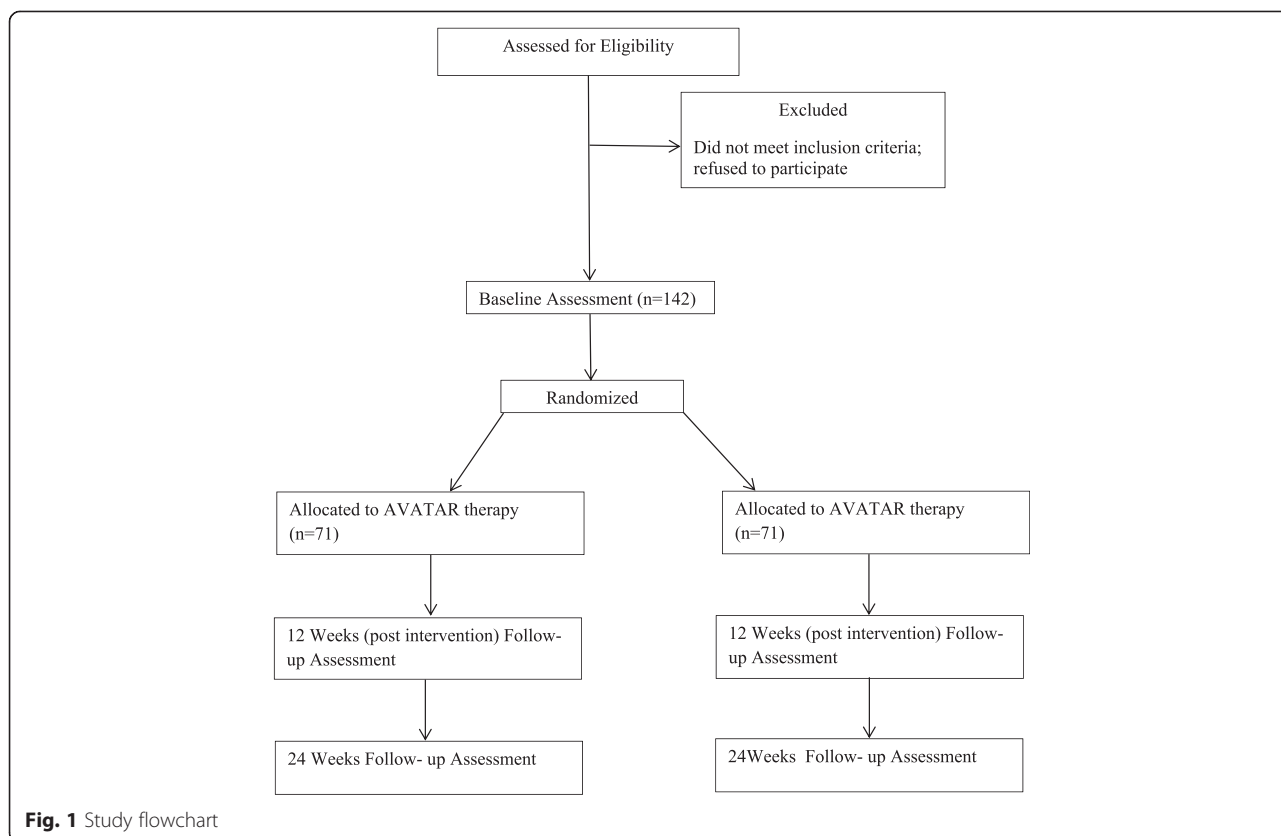 Assessed for Eligibility
Excluded
Did not meet inclusion criteria;
refused to participate
Baseline Assessment (n=142)
Randomized
Allocated to AVATAR therapy
(n=71)
Allocated to AVATAR therapy
(n=71)
12 Weeks (post intervention) Follow-
up Assessment
12 Weeks (post intervention) Follow-
up Assessment
24 Weeks Follow- up Assessment
24Weeks  Follow- up Assessment
Fig. 1 Study flowchart